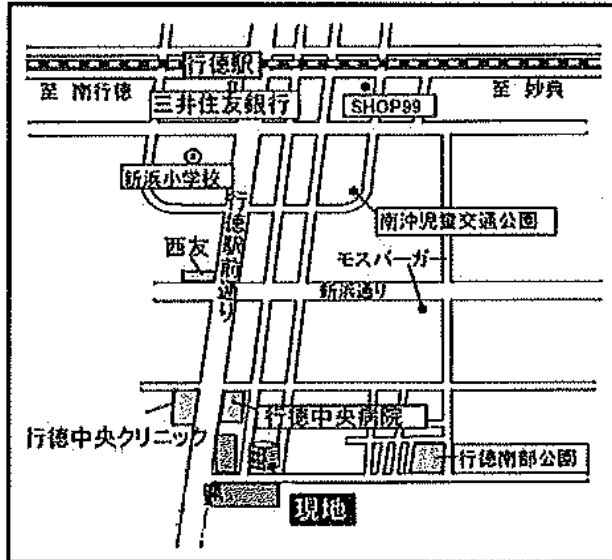 行徳駅
至 南行徳
三井住友銀行
SHOP99
至 妙典
新浜小学校
行徳駅前通り
南沖児童交通公園
西友
モスバーガー
新浜通り
行徳中央病院
行徳中央クリニック
行徳南部公園
現地